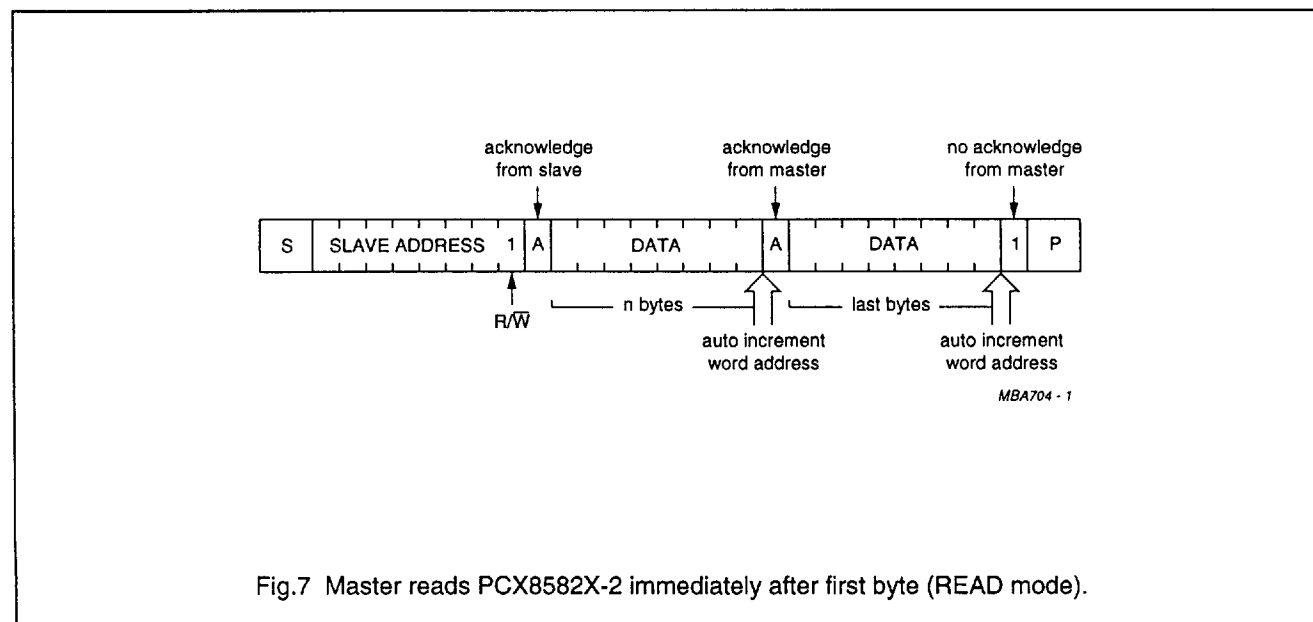 acknowledge
from slave
acknowledge
from master
no acknowledge
from master
S SLAVE ADDRESS 1 A DATA A DATA 1 P
R/W̅
n bytes
last bytes
auto increment
word address
auto increment
word address
MBA704 - 1
Fig.7 Master reads PCX8582X-2 immediately after first byte (READ mode).